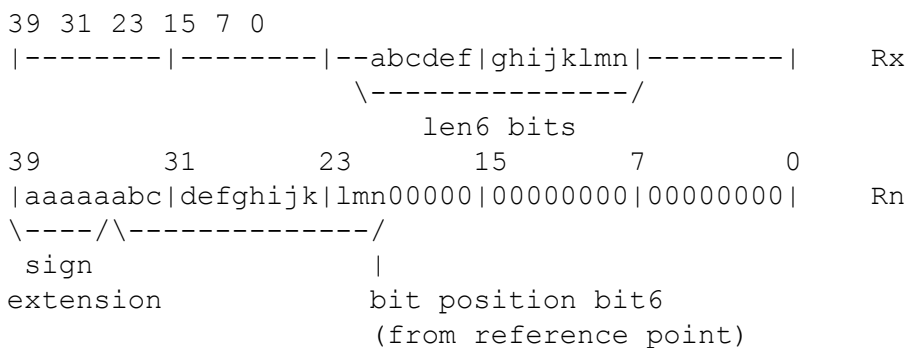 39 31 23 15 7 0
|--------|--------|--abcdef|ghijklmn|--------| Rx
\---------------/
len6 bits
39 31 23 15 7 0
|aaaaaabc|defghijk|lmn00000|00000000|00000000| Rn
\----/\--------------/
sign |
extension bit position bit6
(from reference point)